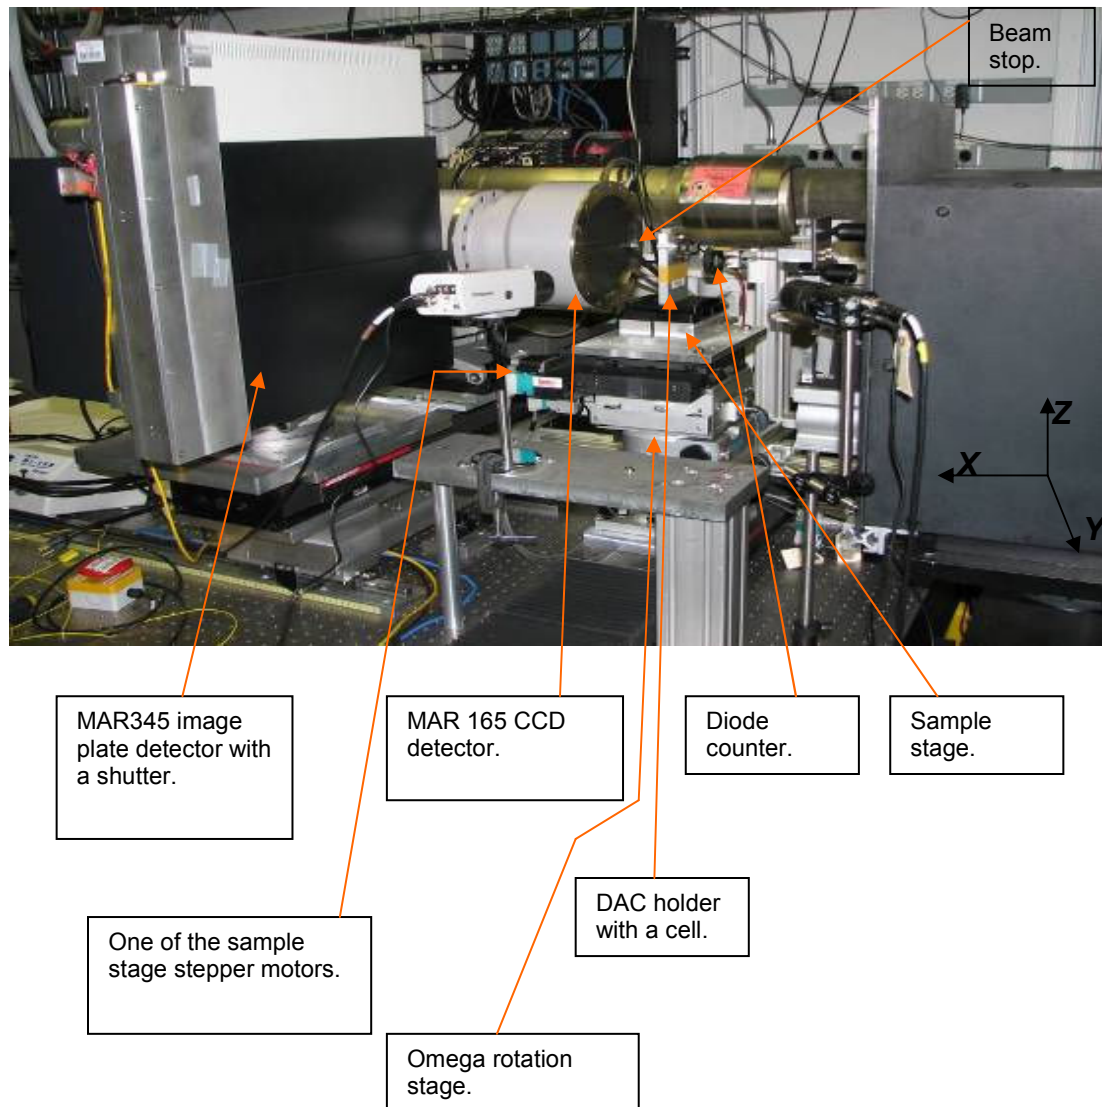 Beam
stop.
Z
X
Y
MAR345 image
plate detector with
a shutter.
MAR 165 CCD
detector.
Diode
counter.
Sample
stage.
DAC holder
with a cell.
One of the sample
stage stepper motors.
Omega rotation
stage.